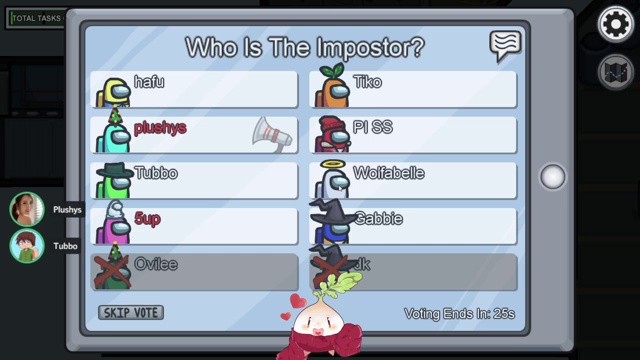 TOTAL TASKS
Who Is The Impostor?
hafu
Tiko
plushys
PI SS
Tubbo
Wolfabelle
5up
Gabbie
Ovilee
jk
Plushys
Tubbo
SKIP VOTE
Voting Ends In: 25s